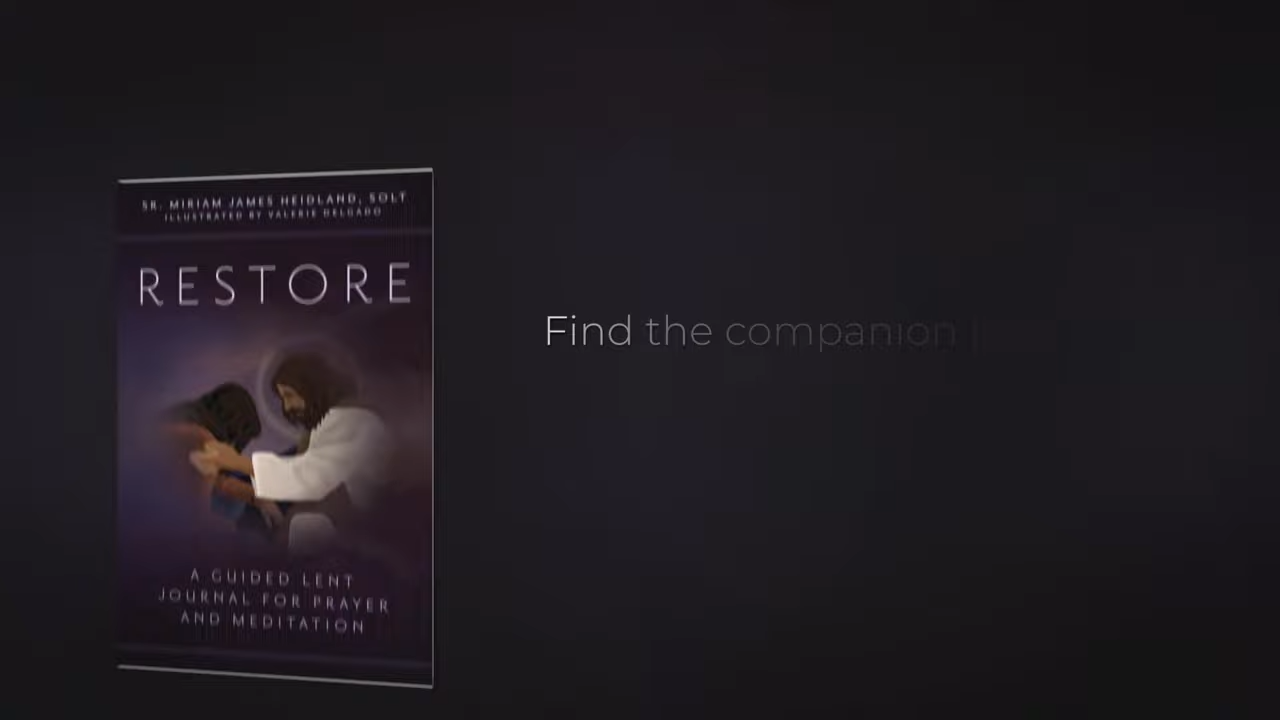 SR. MIRIAM JAMES HEIDLAND, SOLT
ILLUSTRATED BY VALERIE DELGADO
RESTORE
A GUIDED LENT
JOURNAL FOR PRAYER
AND MEDITATION
Find the companion